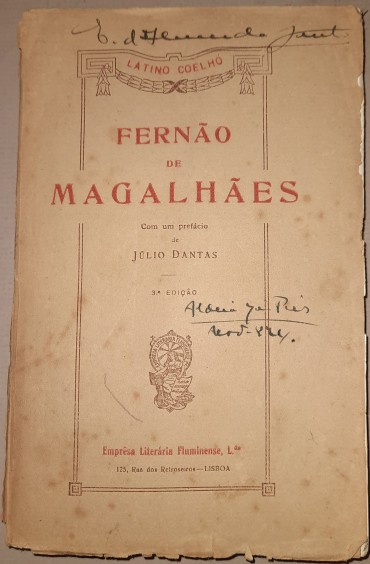 LATINO COELHO
FERNÃO
DE
MAGALHÃES
Com um prefácio
de
JÚLIO DANTAS
3.ª EDIÇÃO
Emprêsa Literária Fluminense, L.da
125, Rua dos Retroseiros—LISBOA